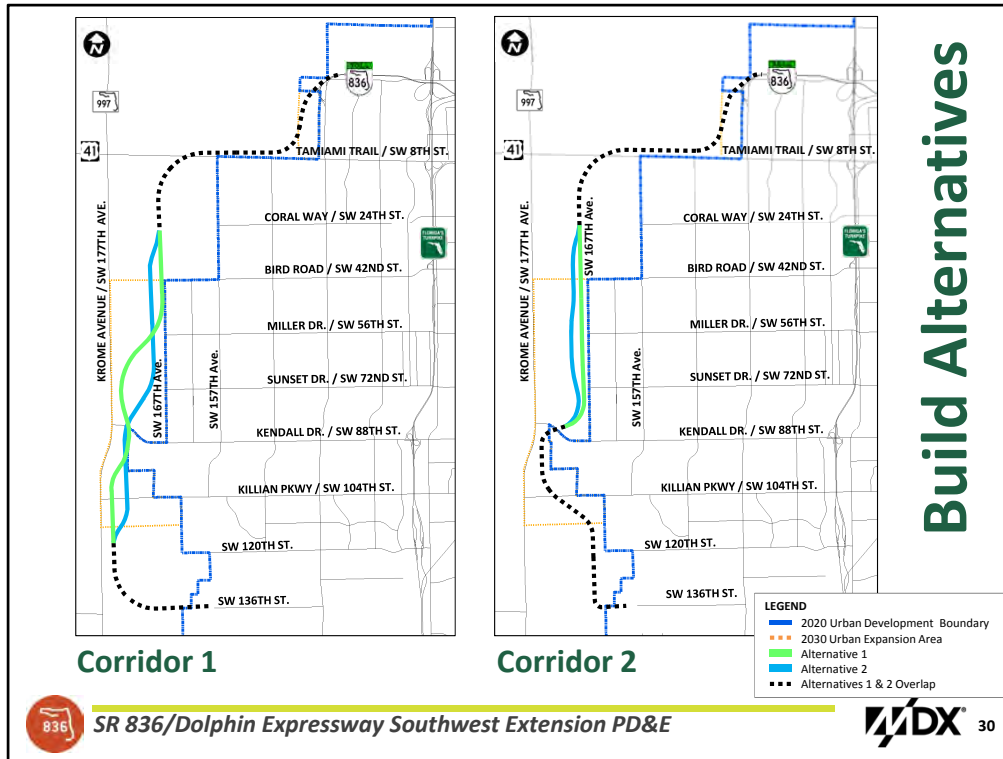 N
997
41
TOLL
836
TAMIAMI TRAIL / SW 8TH ST.
CORAL WAY / SW 24TH ST.
FLORIDA'S
TURNPIKE
BIRD ROAD / SW 42ND ST.
KROME AVENUE / SW 177TH AVE.
MILLER DR. / SW 56TH ST.
SW 167TH Ave.
SW 157TH Ave.
SUNSET DR. / SW 72ND ST.
KENDALL DR. / SW 88TH ST.
KILLIAN PKWY / SW 104TH ST.
SW 120TH ST.
SW 136TH ST.
Corridor 1
N
997
41
TOLL
836
TAMIAMI TRAIL / SW 8TH ST.
CORAL WAY / SW 24TH ST.
SW 167TH Ave.
BIRD ROAD / SW 42ND ST.
KROME AVENUE / SW 177TH AVE.
MILLER DR. / SW 56TH ST.
SW 157TH Ave.
SUNSET DR. / SW 72ND ST.
KENDALL DR. / SW 88TH ST.
KILLIAN PKWY / SW 104TH ST.
SW 120TH ST.
SW 136TH ST.
Corridor 2
Build Alternatives
LEGEND
2020 Urban Development Boundary
2030 Urban Expansion Area
Alternative 1
Alternative 2
Alternatives 1 & 2 Overlap
836
SR 836/Dolphin Expressway Southwest Extension PD&E
MDX®
30